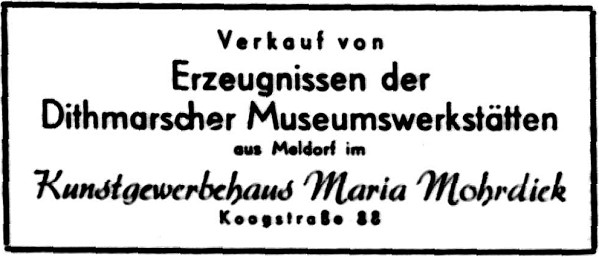 Verkauf von
Erzeugnissen der
Dithmarscher Museumswerkstätten
aus Meldorf im
Kunstgewerbehaus Maria Mohrdiek
Koogstraße 88